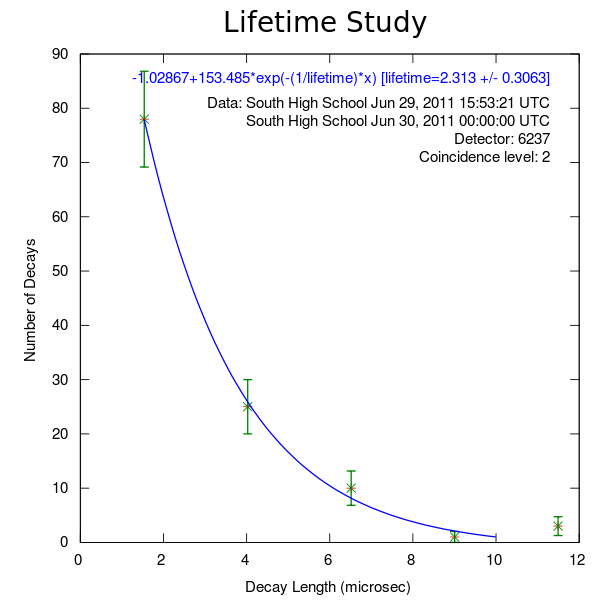 Lifetime Study
-1.02867+153.485*exp(-(1/lifetime)*x) [lifetime=2.313 +/- 0.3063]
Data: South High School Jun 29, 2011 15:53:21 UTC
South High School Jun 30, 2011 00:00:00 UTC
Detector: 6237
Coincidence level: 2
Number of Decays
90
80
70
60
50
40
30
20
10
0
0 2 4 6 8 10 12
Decay Length (microsec)